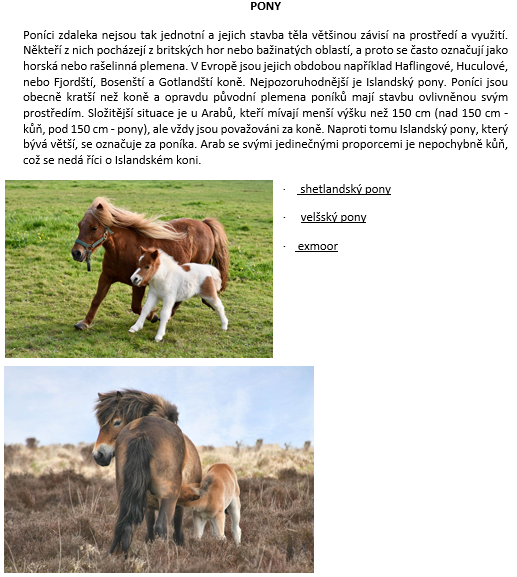 PONY
Poníci zdaleka nejsou tak jednotní a jejich stavba těla většinou závisí na prostředí a využití.
Někteří z nich pocházejí z britských hor nebo bažinatých oblastí, a proto se často označují jako
horská nebo rašelinná plemena. V Evropě jsou jejich obdobou například Haflingové, Huculové,
nebo Fjordští, Bosenští a Gotlandští koně. Nejpozoruhodnější je Islandský pony. Poníci jsou
obecně kratší než koně a opravdu původní plemena poníků mají stavbu ovlivněnou svým
prostředím. Složitější situace je u Arabů, kteří mívají menší výšku než 150 cm (nad 150 cm -
kůň, pod 150 cm - pony), ale vždy jsou považováni za koně. Naproti tomu Islandský pony, který
bývá větší, se označuje za poníka. Arab se svými jedinečnými proporcemi je nepochybně kůň,
což se nedá říci o Islandském koni.
· shetlandský pony
· velšský pony
· exmoor